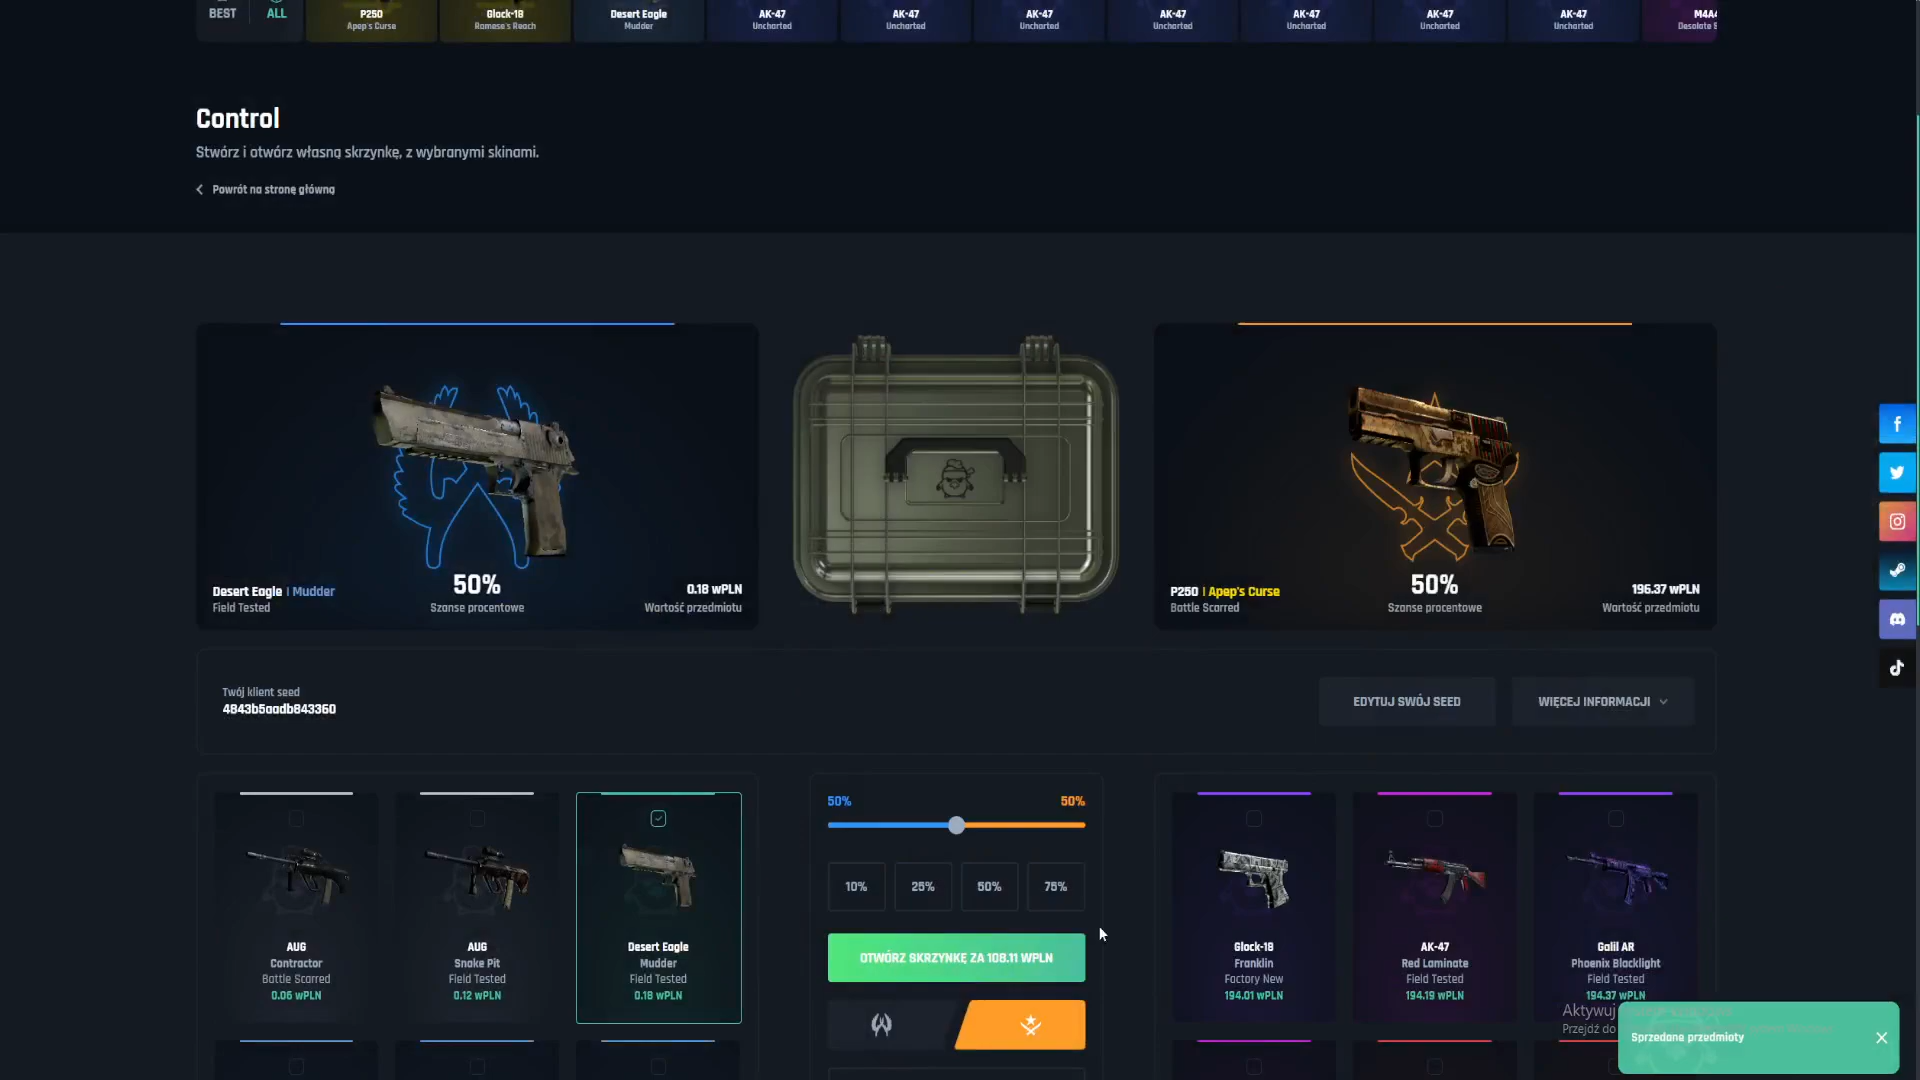 BEST
ALL
P250
Apep's Curse
Glock-18
Ramese's Reach
Desert Eagle
Mudder
AK-47
Uncharted
AK-47
Uncharted
AK-47
Uncharted
AK-47
Uncharted
AK-47
Uncharted
AK-47
Uncharted
AK-47
Uncharted
M4A4
Desolate S
Control
Stwórz i otwórz własną skrzynkę, z wybranymi skinami.
Powrót na stronę główną
Desert Eagle | Mudder
Field Tested
50%
Szanse procentowe
0.18 wPLN
Wartość przedmiotu
P250 | Apep's Curse
Battle Scarred
50%
Szanse procentowe
196.37 wPLN
Wartość przedmiotu
Twój klient seed
4843b5aadb843360
EDYTUJ SWÓJ SEED
WIĘCEJ INFORMACJI
AUG
Contractor
Battle Scarred
0.06 wPLN
AUG
Snake Pit
Field Tested
0.12 wPLN
Desert Eagle
Mudder
Field Tested
0.18 wPLN
50%
50%
10%
25%
50%
75%
OTWÓRZ SKRZYNKĘ ZA 108.11 WPLN
Glock-18
Franklin
Factory New
194.01 wPLN
AK-47
Red Laminate
Field Tested
194.19 wPLN
Galil AR
Phoenix Blacklight
Field Tested
194.37 wPLN
Aktywuj
Przejdź do
Sprzedano przedmioty